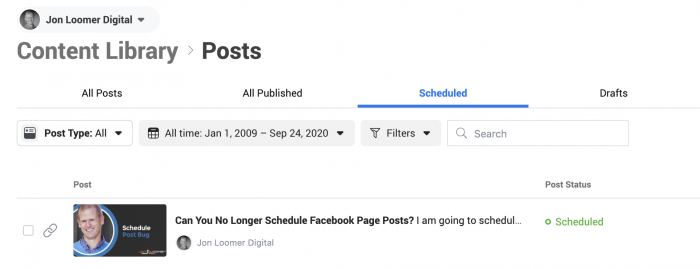 Jon Loomer Digital
Content Library > Posts
All Posts All Published Scheduled Drafts
Post Type: All All time: Jan 1, 2009 – Sep 24, 2020 Filters Search
Post Post Status
Schedule
Post Bug
Can You No Longer Schedule Facebook Page Posts? I am going to schedul...
Scheduled
Jon Loomer Digital